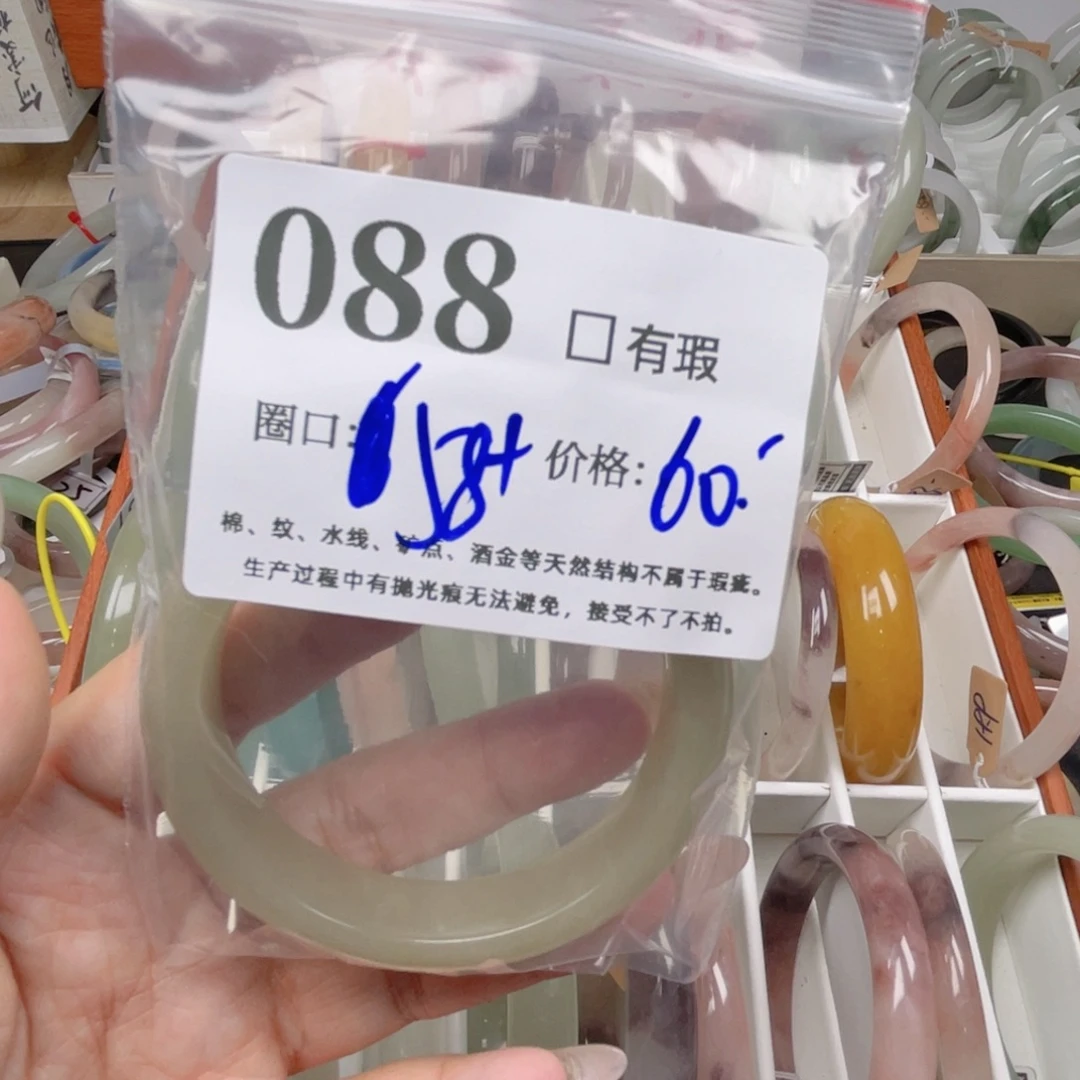 088 □有瑕
圈口: 58+ 价格: 60.
棉、纹、水线、矿点、酒金等天然结构不属于瑕疵。
生产过程中有抛光痕无法避免，接受不了不拍。